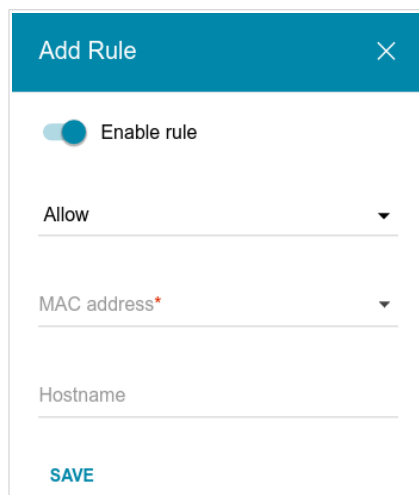 Add Rule
Enable rule
Allow
MAC address*
Hostname
SAVE